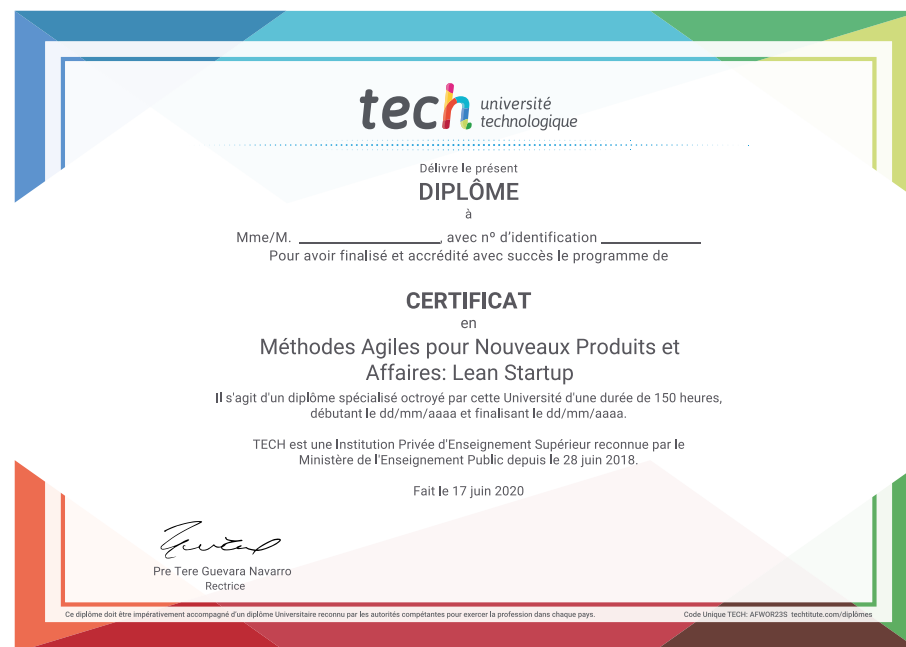 tech université
technologique
Délivre le présent
DIPLÔME
à
Mme/M. ____________________, avec nº d'identification ______________
Pour avoir finalisé et accrédité avec succès le programme de
CERTIFICAT
en
Méthodes Agiles pour Nouveaux Produits et
Affaires: Lean Startup
Il s'agit d'un diplôme spécialisé octroyé par cette Université d'une durée de 150 heures,
débutant le dd/mm/aaaa et finalisant le dd/mm/aaaa.
TECH est une Institution Privée d'Enseignement Supérieur reconnue par le
Ministère de l'Enseignement Public depuis le 28 juin 2018.
Fait le 17 juin 2020
Pre Tere Guevara Navarro
Rectrice
Ce diplôme doit être impérativement accompagné d'un diplôme Universitaire reconnu par les autorités compétentes pour exercer la profession dans chaque pays. Code Unique TECH: AFWOR23S techtitute.com/diplômes